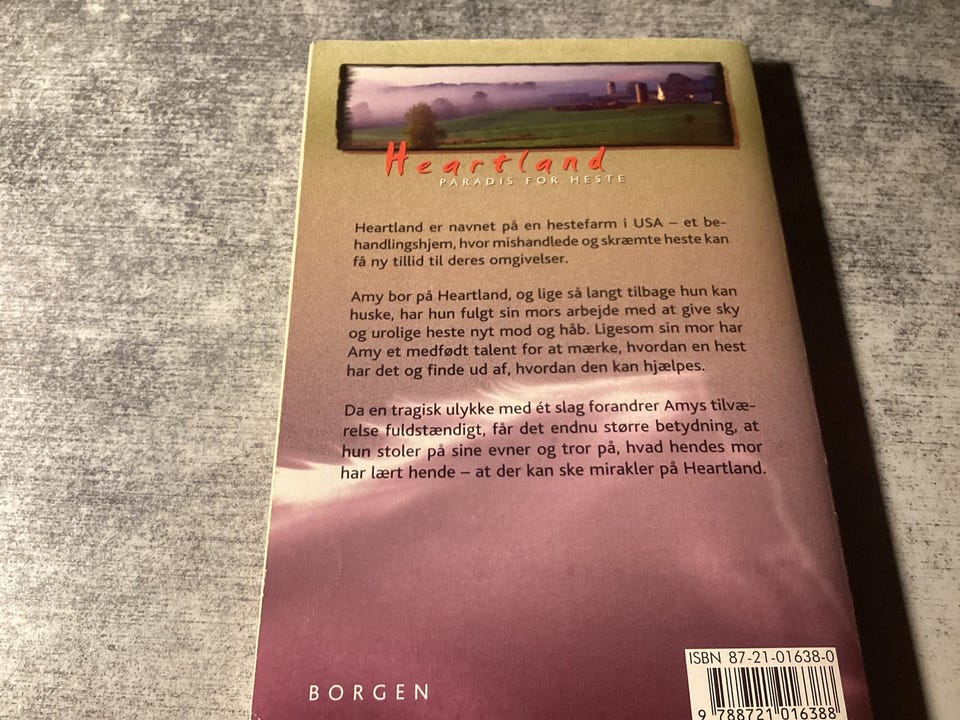 Heartland
PARADIS FOR HESTE
Heartland er navnet på en hestefarm i USA – et be-
handlingshjem, hvor mishandlede og skræmte heste kan
få ny tillid til deres omgivelser.
Amy bor på Heartland, og lige så langt tilbage hun kan
huske, har hun fulgt sin mors arbejde med at give sky
og urolige heste nyt mod og håb. Ligesom sin mor har
Amy et medfødt talent for at mærke, hvordan en hest
har det og finde ud af, hvordan den kan hjælpes.
Da en tragisk ulykke med ét slag forandrer Amys tilvæ-
relse fuldstændigt, får det endnu større betydning, at
hun stoler på sine evner og tror på, hvad hendes mor
har lært hende – at der kan ske mirakler på Heartland.
ISBN 87-21-01638-0
BORGEN
9 788721 016388